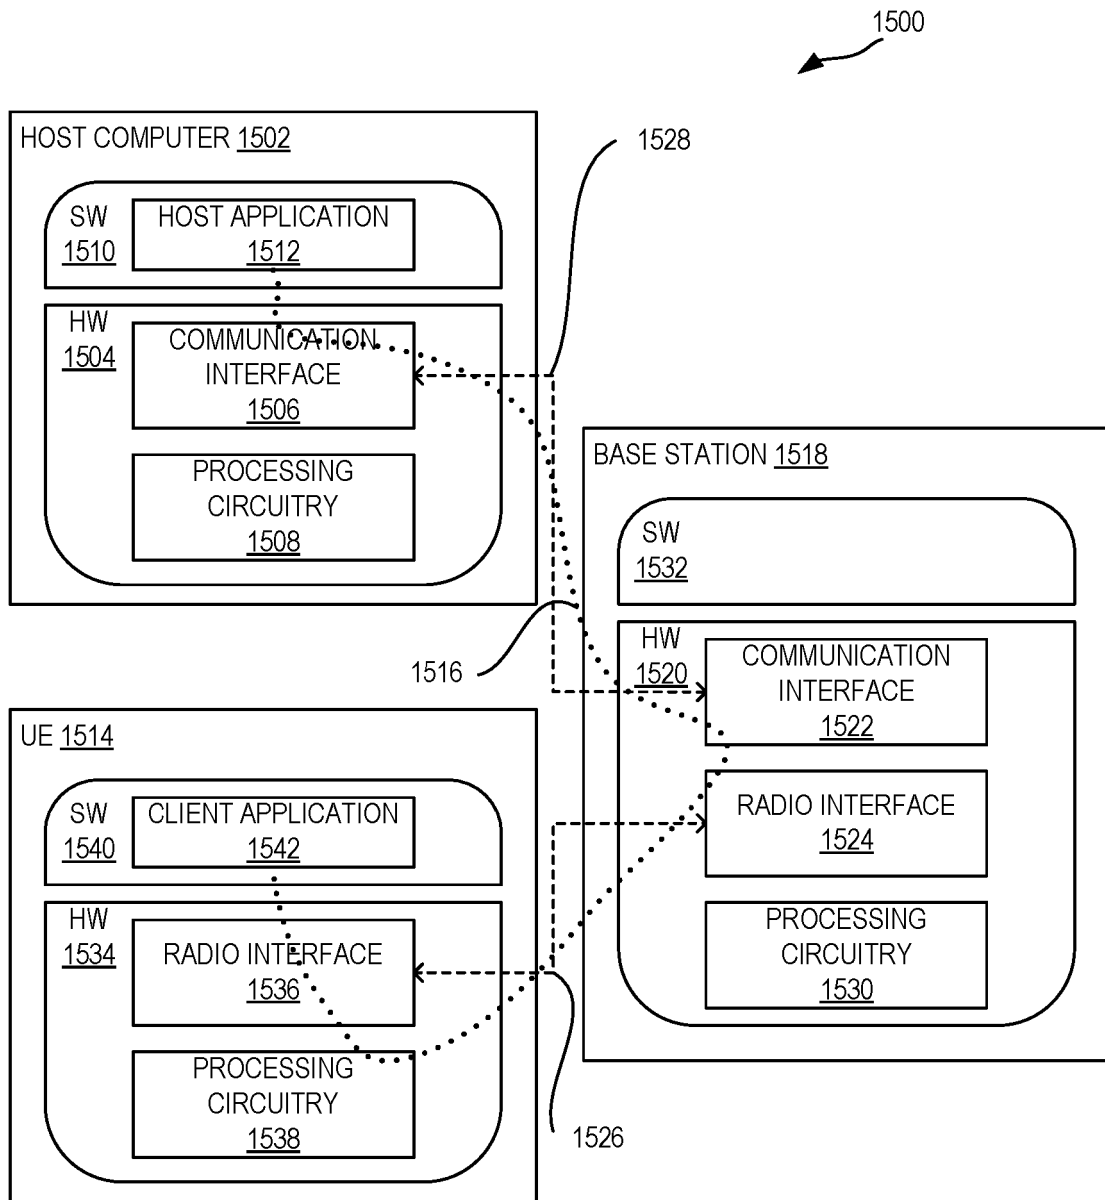 1500
HOST COMPUTER 1502
1528
SW
1510
HOST APPLICATION
1512
HW
1504
COMMUNICATION
INTERFACE
1506
PROCESSING
CIRCUITRY
1508
BASE STATION 1518
SW
1532
HW
1520
COMMUNICATION
INTERFACE
1522
RADIO INTERFACE
1524
PROCESSING
CIRCUITRY
1530
1516
UE 1514
SW
1540
CLIENT APPLICATION
1542
HW
1534
RADIO INTERFACE
1536
PROCESSING
CIRCUITRY
1538
1526